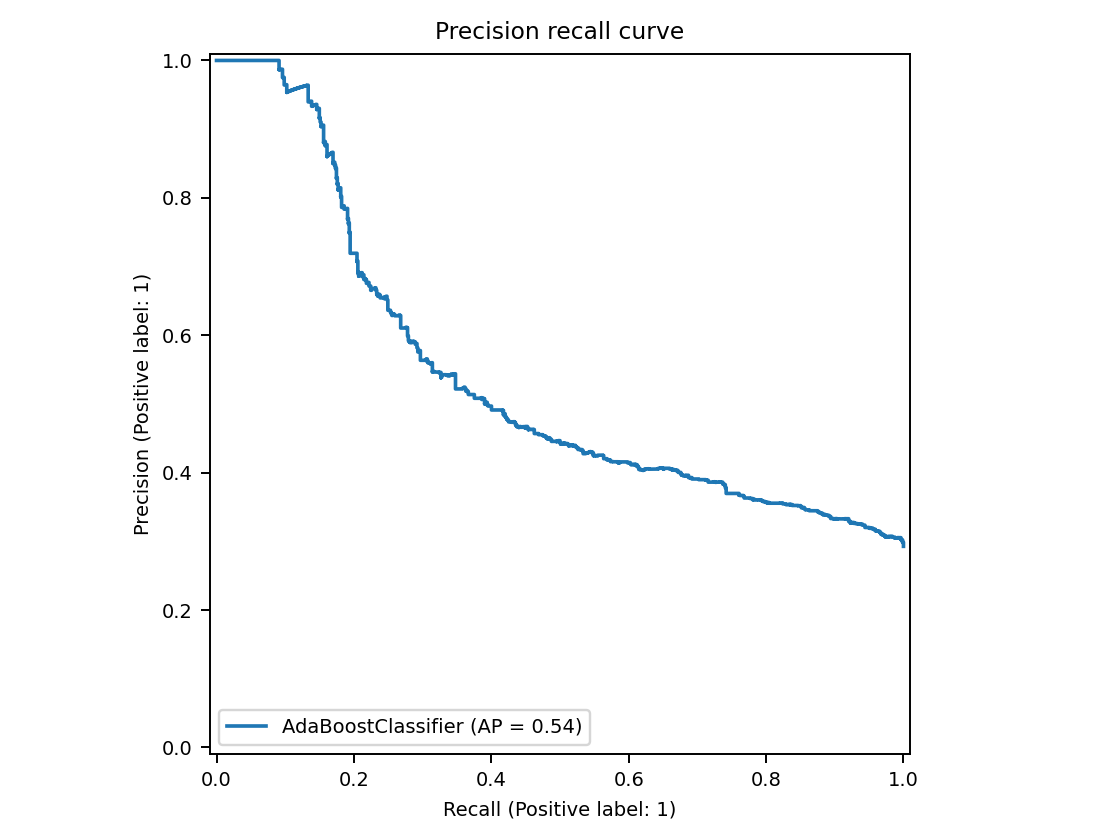 Precision recall curve
1.0
0.8
0.6
0.4
0.2
0.0
Precision (Positive label: 1)
AdaBoostClassifier (AP = 0.54)
0.0 0.2 0.4 0.6 0.8 1.0
Recall (Positive label: 1)